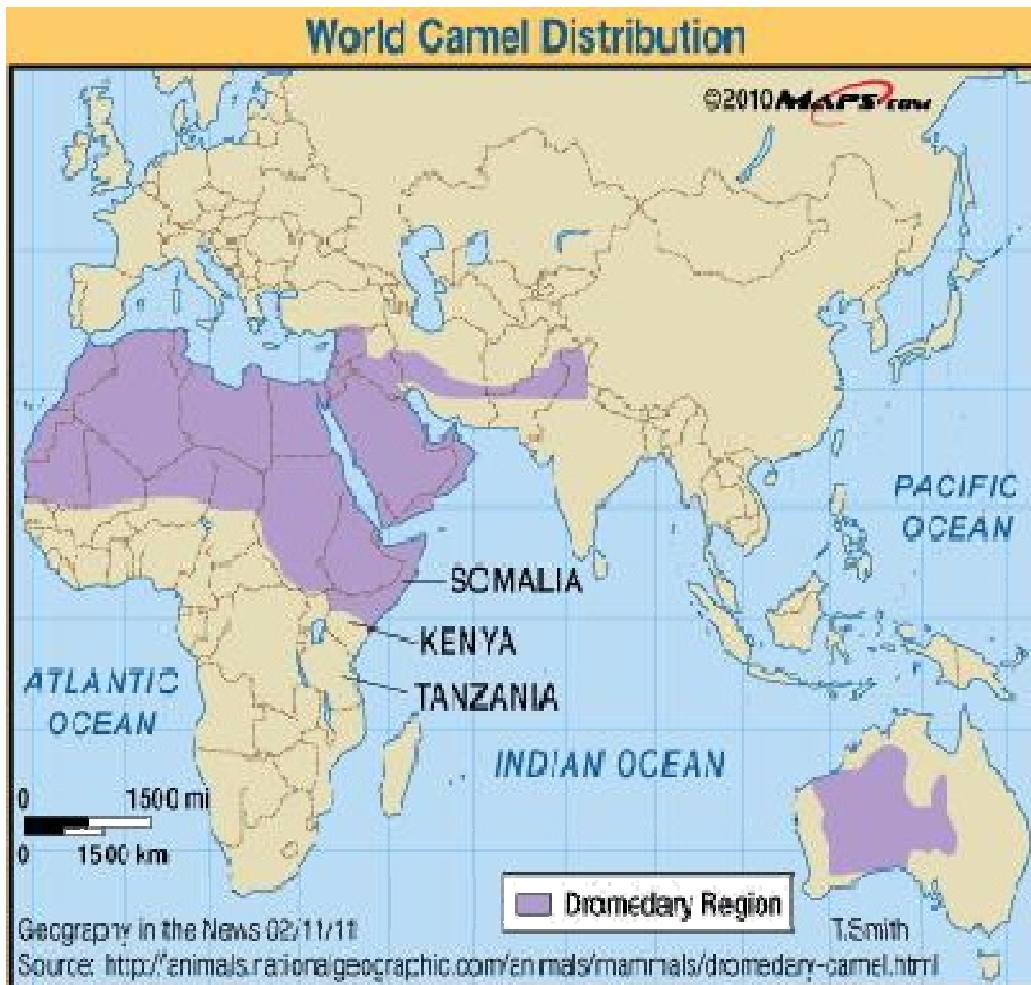 World Camel Distribution
©2010 MAPS.com
PACIFIC
OCEAN
SOMALIA
KENYA
TANZANIA
ATLANTIC
OCEAN
INDIAN OCEAN
0 1500 mi
0 1500 km
Dromedary Region
Geography in the News 02/11/11
T.Smith
Source: http://animals.nationalgeographic.com/animals/mammals/dromedary-camel.html